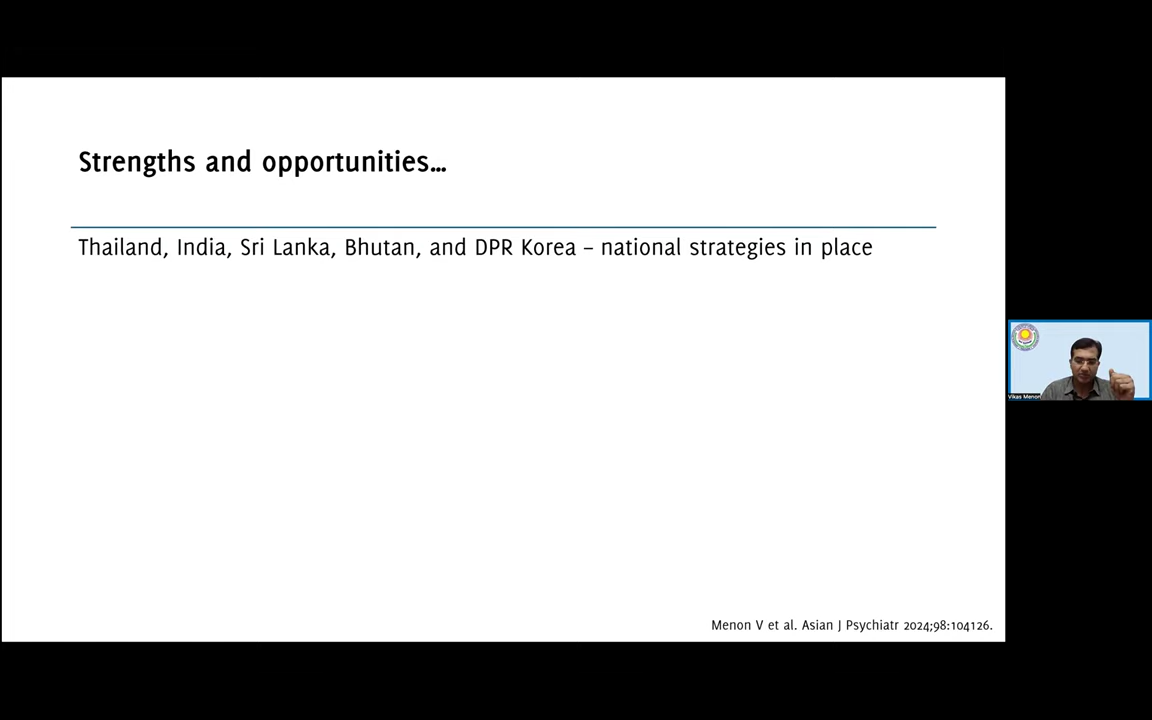 Strengths and opportunities...
Thailand, India, Sri Lanka, Bhutan, and DPR Korea – national strategies in place
Vikas Menon
Menon V et al. Asian J Psychiatr 2024;98:104126.